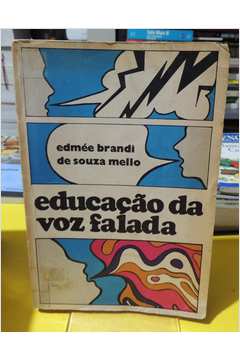 edmée brandi
de souza mello
educação da
voz falada